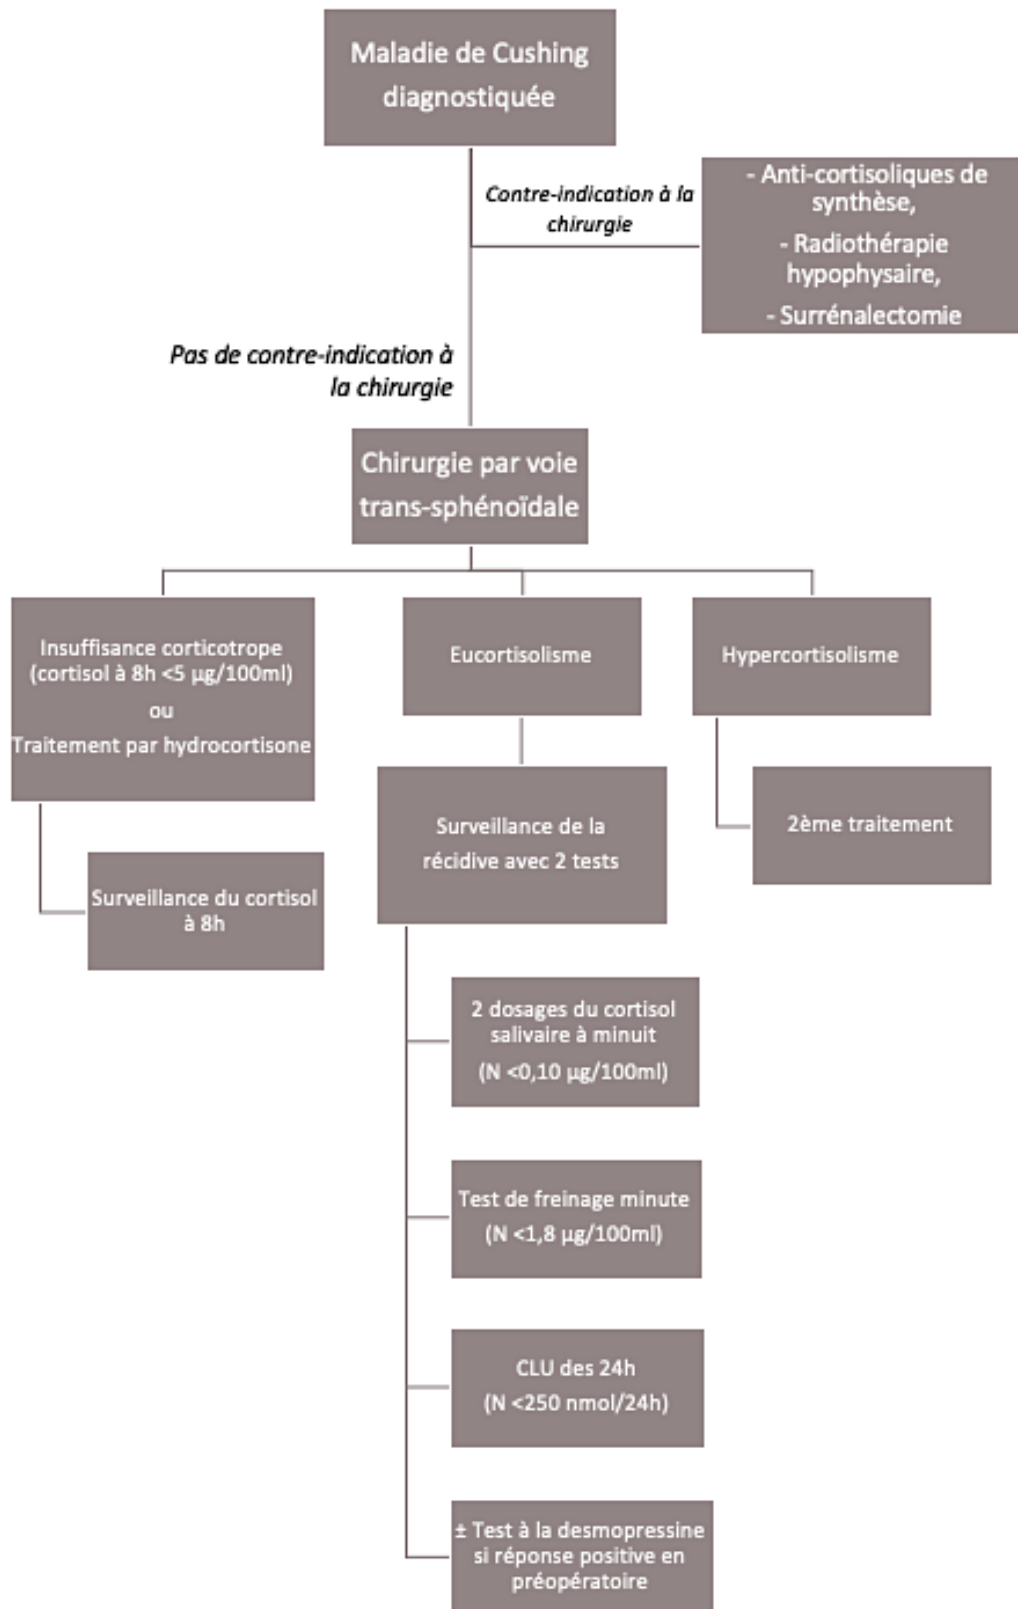 Maladie de Cushing
diagnostiquée
Contre-indication à la
chirurgie
- Anti-cortisoliques de
synthèse,
- Radiothérapie
hypophysaire,
- Surrénalectomie
Pas de contre-indication à
la chirurgie
Chirurgie par voie
trans-sphénoïdale
Insuffisance corticotrope
(cortisol à 8h <5 µg/100ml)
ou
Traitement par hydrocortisone
Surveillance du cortisol
à 8h
Eucortisolisme
Surveillance de la
récidive avec 2 tests
2 dosages du cortisol
salivaire à minuit
(N <0,10 µg/100ml)
Test de freinage minute
(N <1,8 µg/100ml)
CLU des 24h
(N <250 nmol/24h)
± Test à la desmopressine
si réponse positive en
préopératoire
Hypercortisolisme
2ème traitement